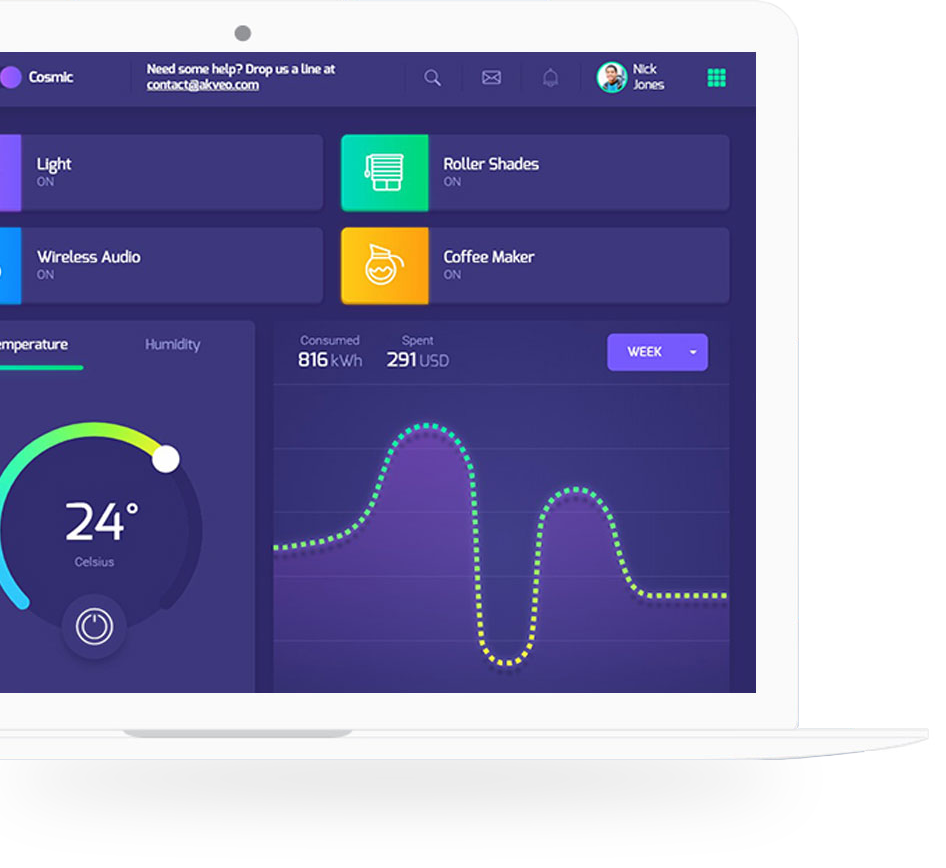 Cosmic
Need some help? Drop us a line at
contact@akveo.com
Nick
Jones
Light
ON
Roller Shades
ON
Wireless Audio
ON
Coffee Maker
ON
emperature
Humidity
Consumed
816 kWh
Spent
291 USD
WEEK
24°
Celsius